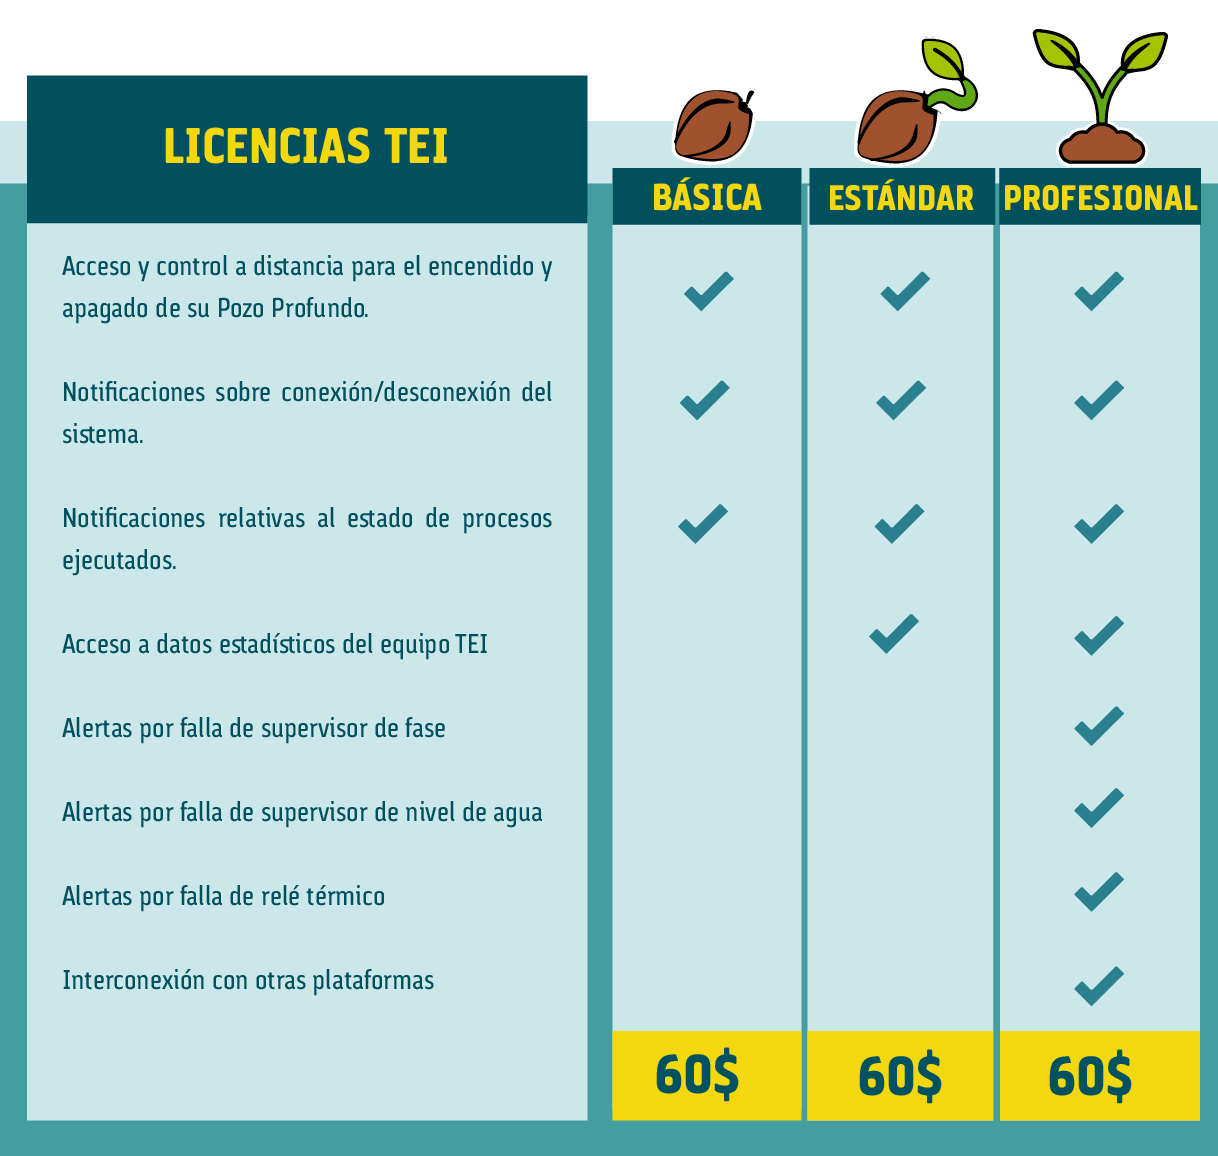 LICENCIAS TEI
BÁSICA
ESTÁNDAR
PROFESIONAL
Acceso y control a distancia para el encendido y
apagado de su Pozo Profundo.
Notificaciones sobre conexión/desconexión del
sistema.
Notificaciones relativas al estado de procesos
ejecutados.
Acceso a datos estadísticos del equipo TEI
Alertas por falla de supervisor de fase
Alertas por falla de supervisor de nivel de agua
Alertas por falla de relé térmico
Interconexión con otras plataformas
60$
60$
60$